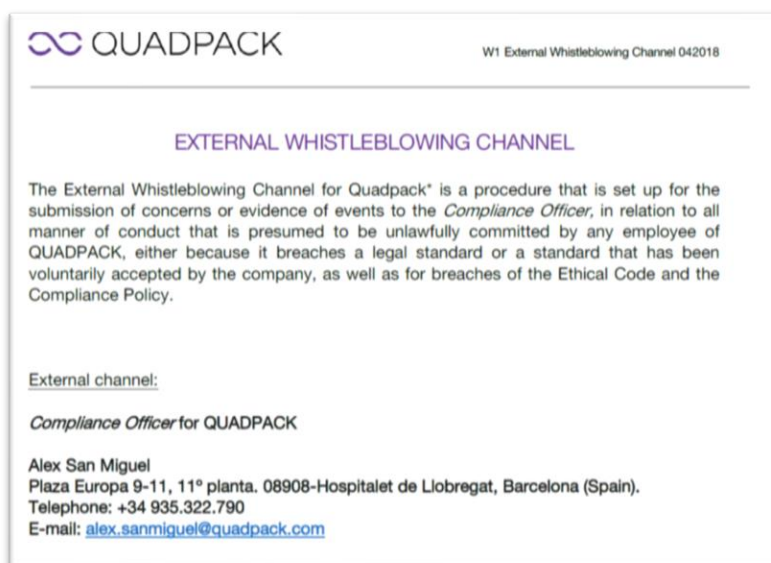 QUADPACK
W1 External Whistleblowing Channel 042018
EXTERNAL WHISTLEBLOWING CHANNEL
The External Whistleblowing Channel for Quadpack* is a procedure that is set up for the
submission of concerns or evidence of events to the Compliance Officer, in relation to all
manner of conduct that is presumed to be unlawfully committed by any employee of
QUADPACK, either because it breaches a legal standard or a standard that has been
voluntarily accepted by the company, as well as for breaches of the Ethical Code and the
Compliance Policy.
External channel:
Compliance Officer for QUADPACK
Alex San Miguel
Plaza Europa 9-11, 11º planta. 08908-Hospitalet de Llobregat, Barcelona (Spain).
Telephone: +34 935.322.790
E-mail: alex.sanmiguel@quadpack.com